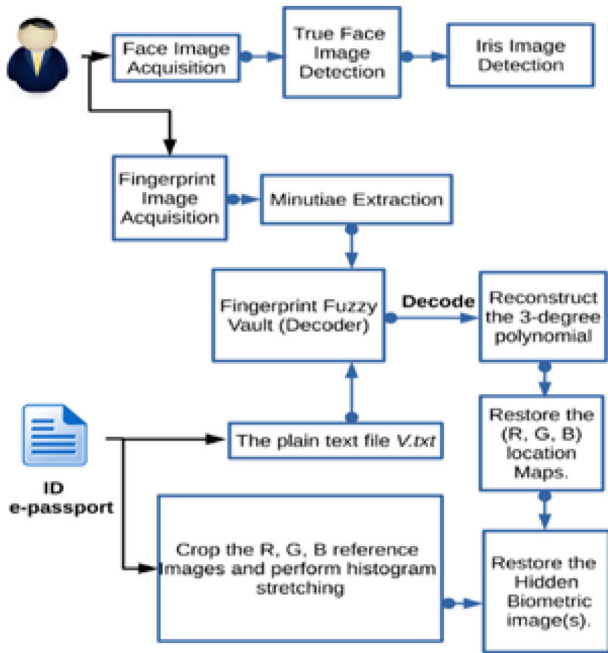 Face Image
Acquisition
True Face
Image
Detection
Iris Image
Detection
Fingerprint
Image
Acquisition
Minutiae Extraction
Fingerprint Fuzzy
Vault (Decoder)
Decode
Reconstruct
the 3-degree
polynomial
The plain text file V.txt
Restore the
(R, G, B)
location
Maps.
ID
e-passport
Crop the R, G, B reference
Images and perform histogram
stretching
Restore the
Hidden
Biometric
image(s).